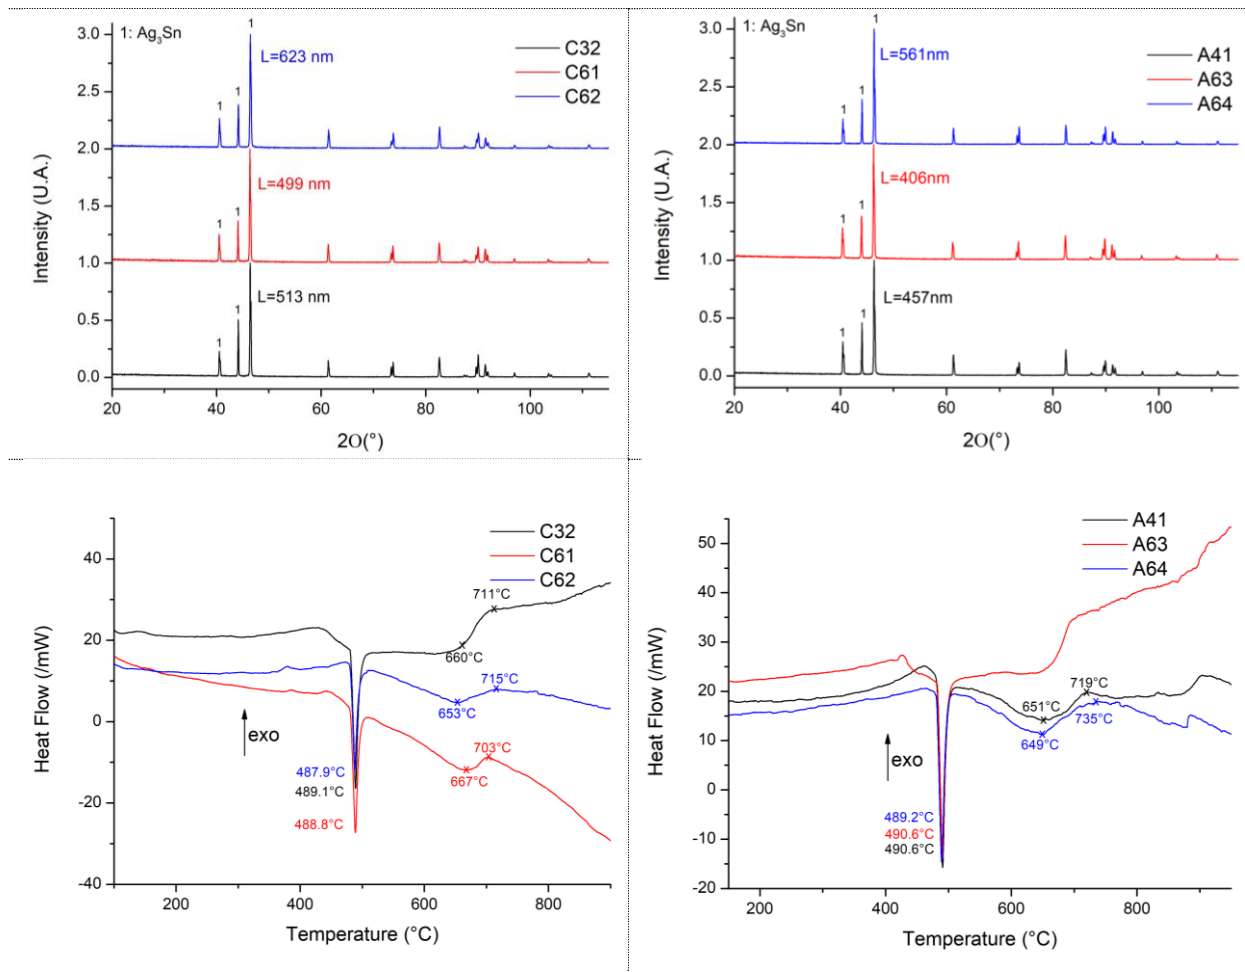 1: Ag₃Sn
1
C32
C61
C62
L=623 nm
1
1
L=499 nm
1
1
L=513 nm
1
1
3.0
2.5
2.0
1.5
1.0
0.5
0.0
Intensity (U.A.)
20 40 60 80 100
2O(°)
1: Ag₃Sn
1
A41
A63
A64
L=561nm
1
1
L=406nm
1
1
L=457nm
1
1
3.0
2.5
2.0
1.5
1.0
0.5
0.0
Intensity (U.A.)
20 40 60 80 100
2O(°)
C32
C61
C62
711°C
660°C
715°C
653°C
703°C
667°C
exo
487.9°C
489.1°C
488.8°C
40
20
0
-20
-40
Heat Flow (/mW)
200 400 600 800
Temperature (°C)
A41
A63
A64
719°C
651°C
735°C
649°C
exo
489.2°C
490.6°C
490.6°C
50
40
30
20
10
0
-10
-20
Heat Flow (/mW)
200 400 600 800
Temperature (°C)